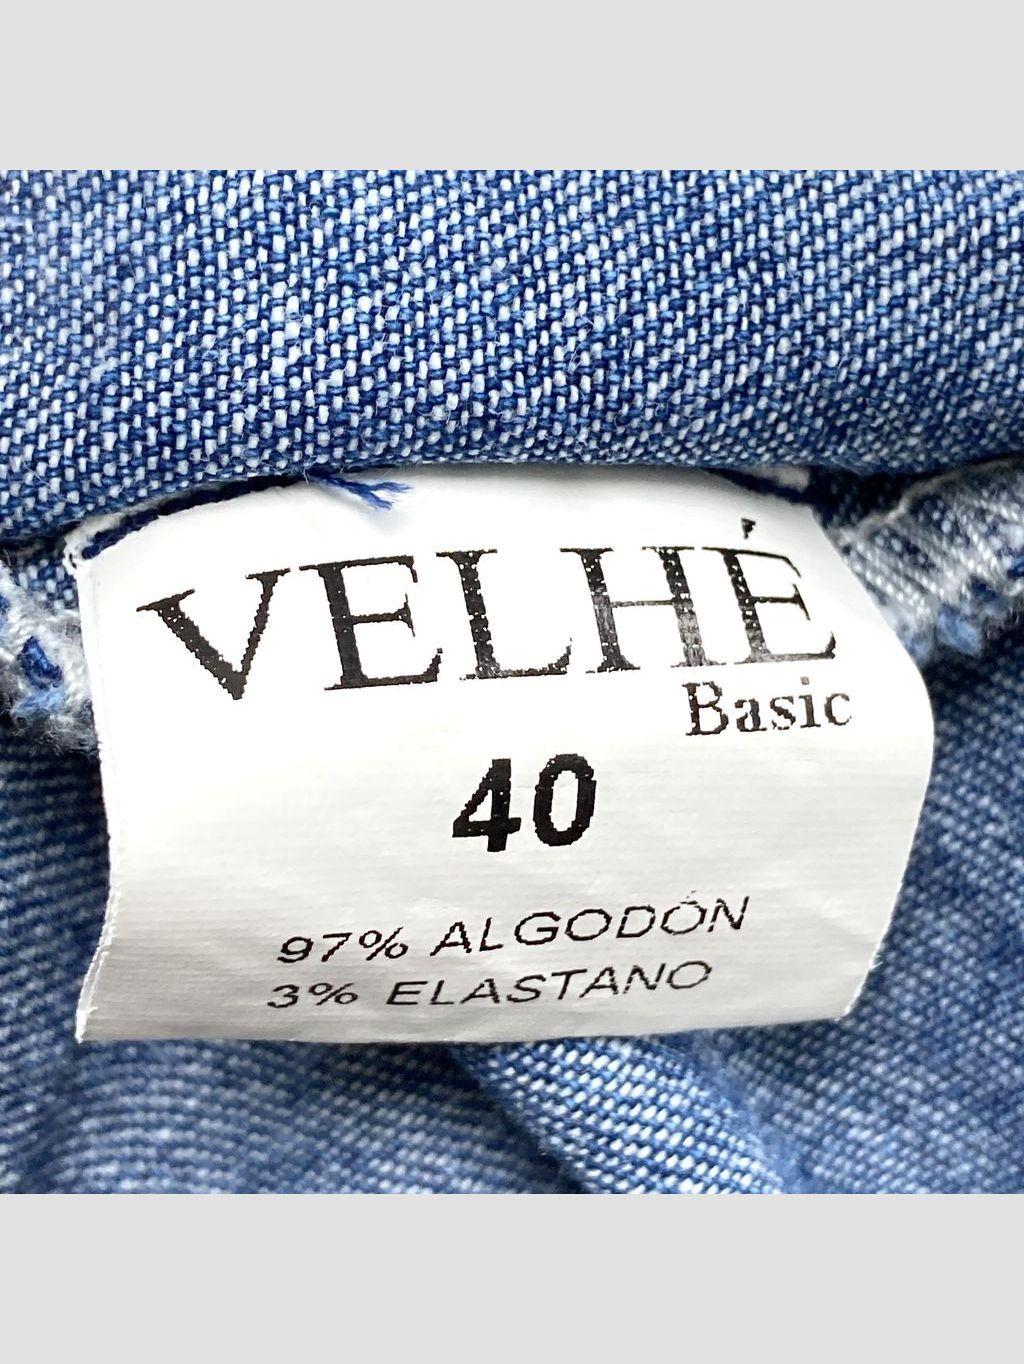 VELHÉ
Basic
40
97% ALGODÓN
3% ELASTANO